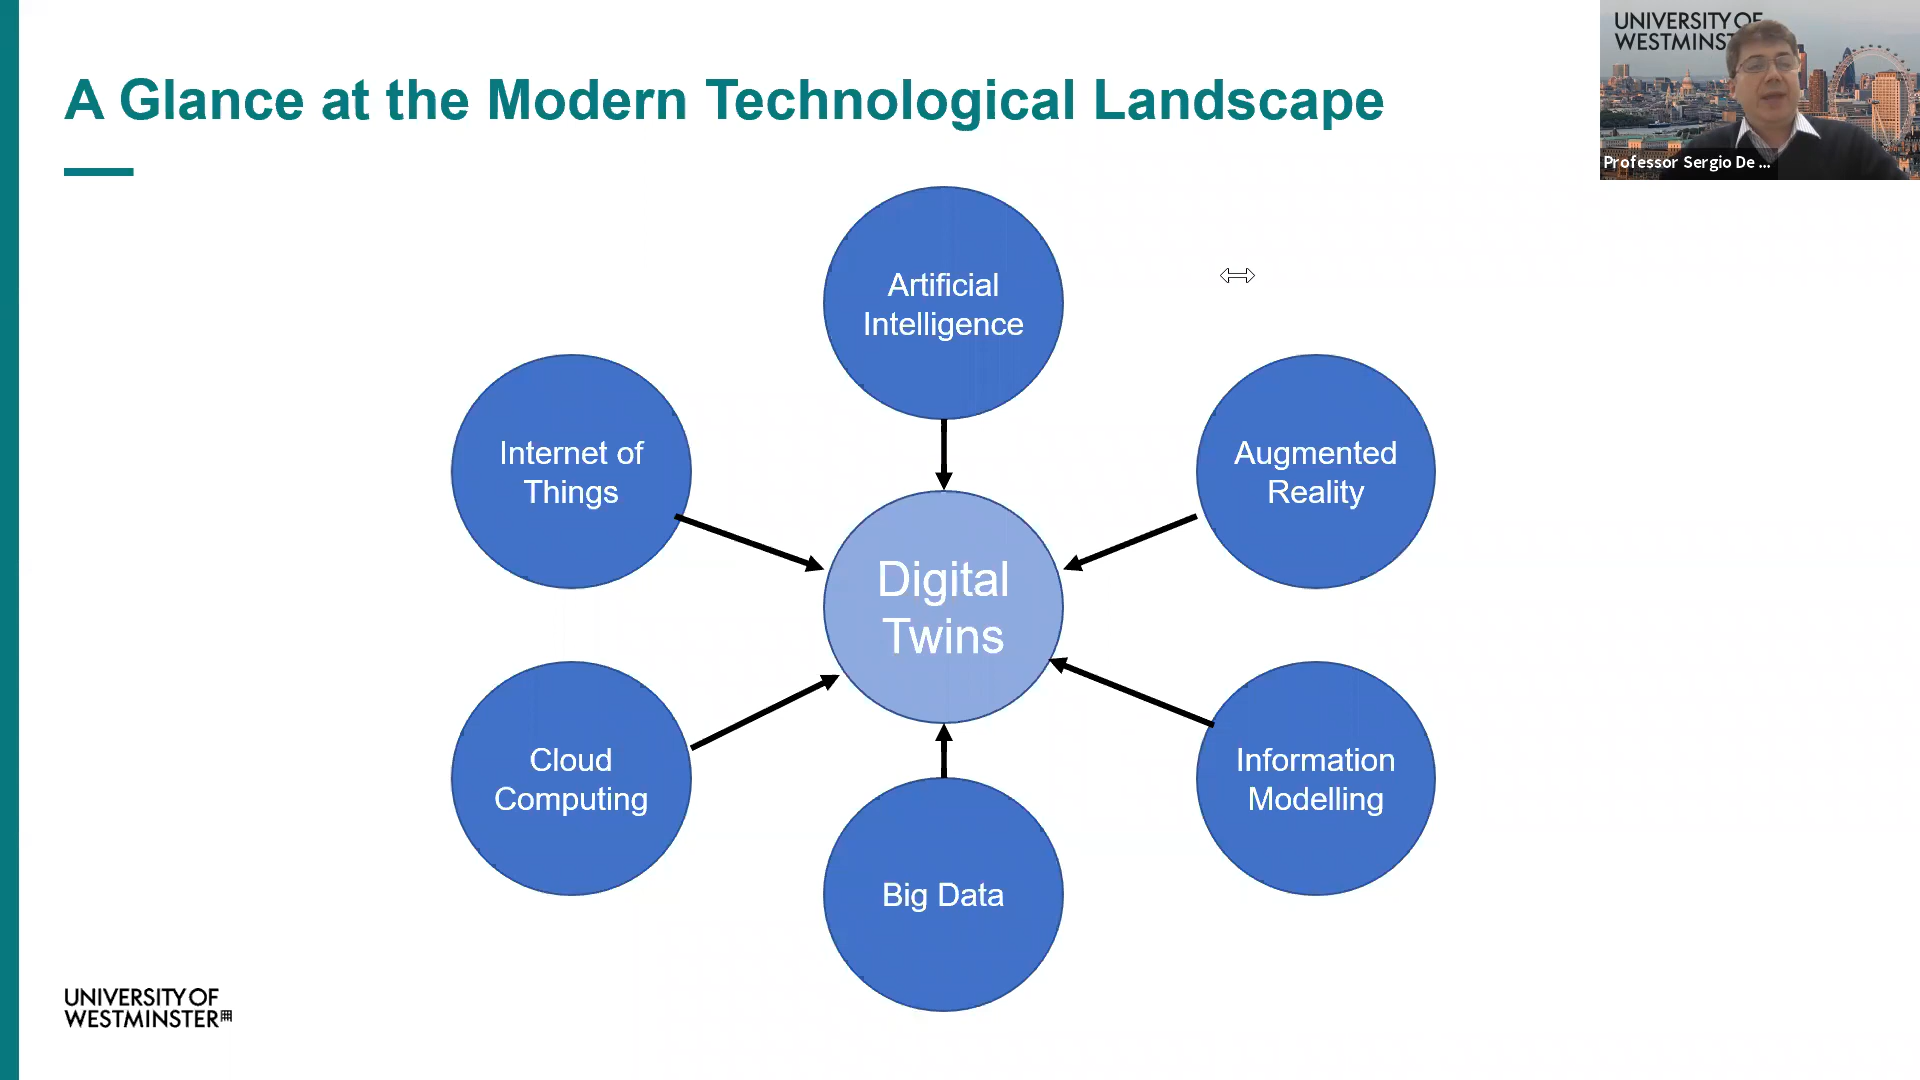 A Glance at the Modern Technological Landscape
UNIVERSITY OF
WESTMINS
Professor Sergio De ...
Artificial
Intelligence
Internet of
Things
Augmented
Reality
Digital
Twins
Cloud
Computing
Information
Modelling
Big Data
UNIVERSITY OF
WESTMINSTER